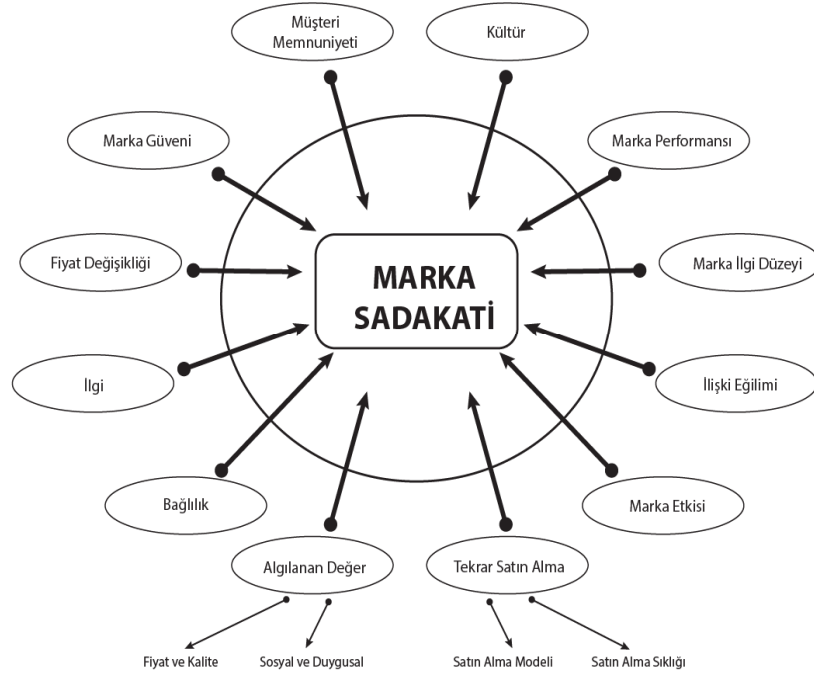 Müşteri
Memnuniyeti
Kültür
Marka Güveni
Marka Performansı
Fiyat Değişikliği
MARKA
SADAKATİ
Marka İlgi Düzeyi
İlgi
İlişki Eğilimi
Bağlılık
Marka Etkisi
Algılanan Değer
Tekrar Satın Alma
Fiyat ve Kalite
Sosyal ve Duygusal
Satın Alma Modeli
Satın Alma Sıklığı